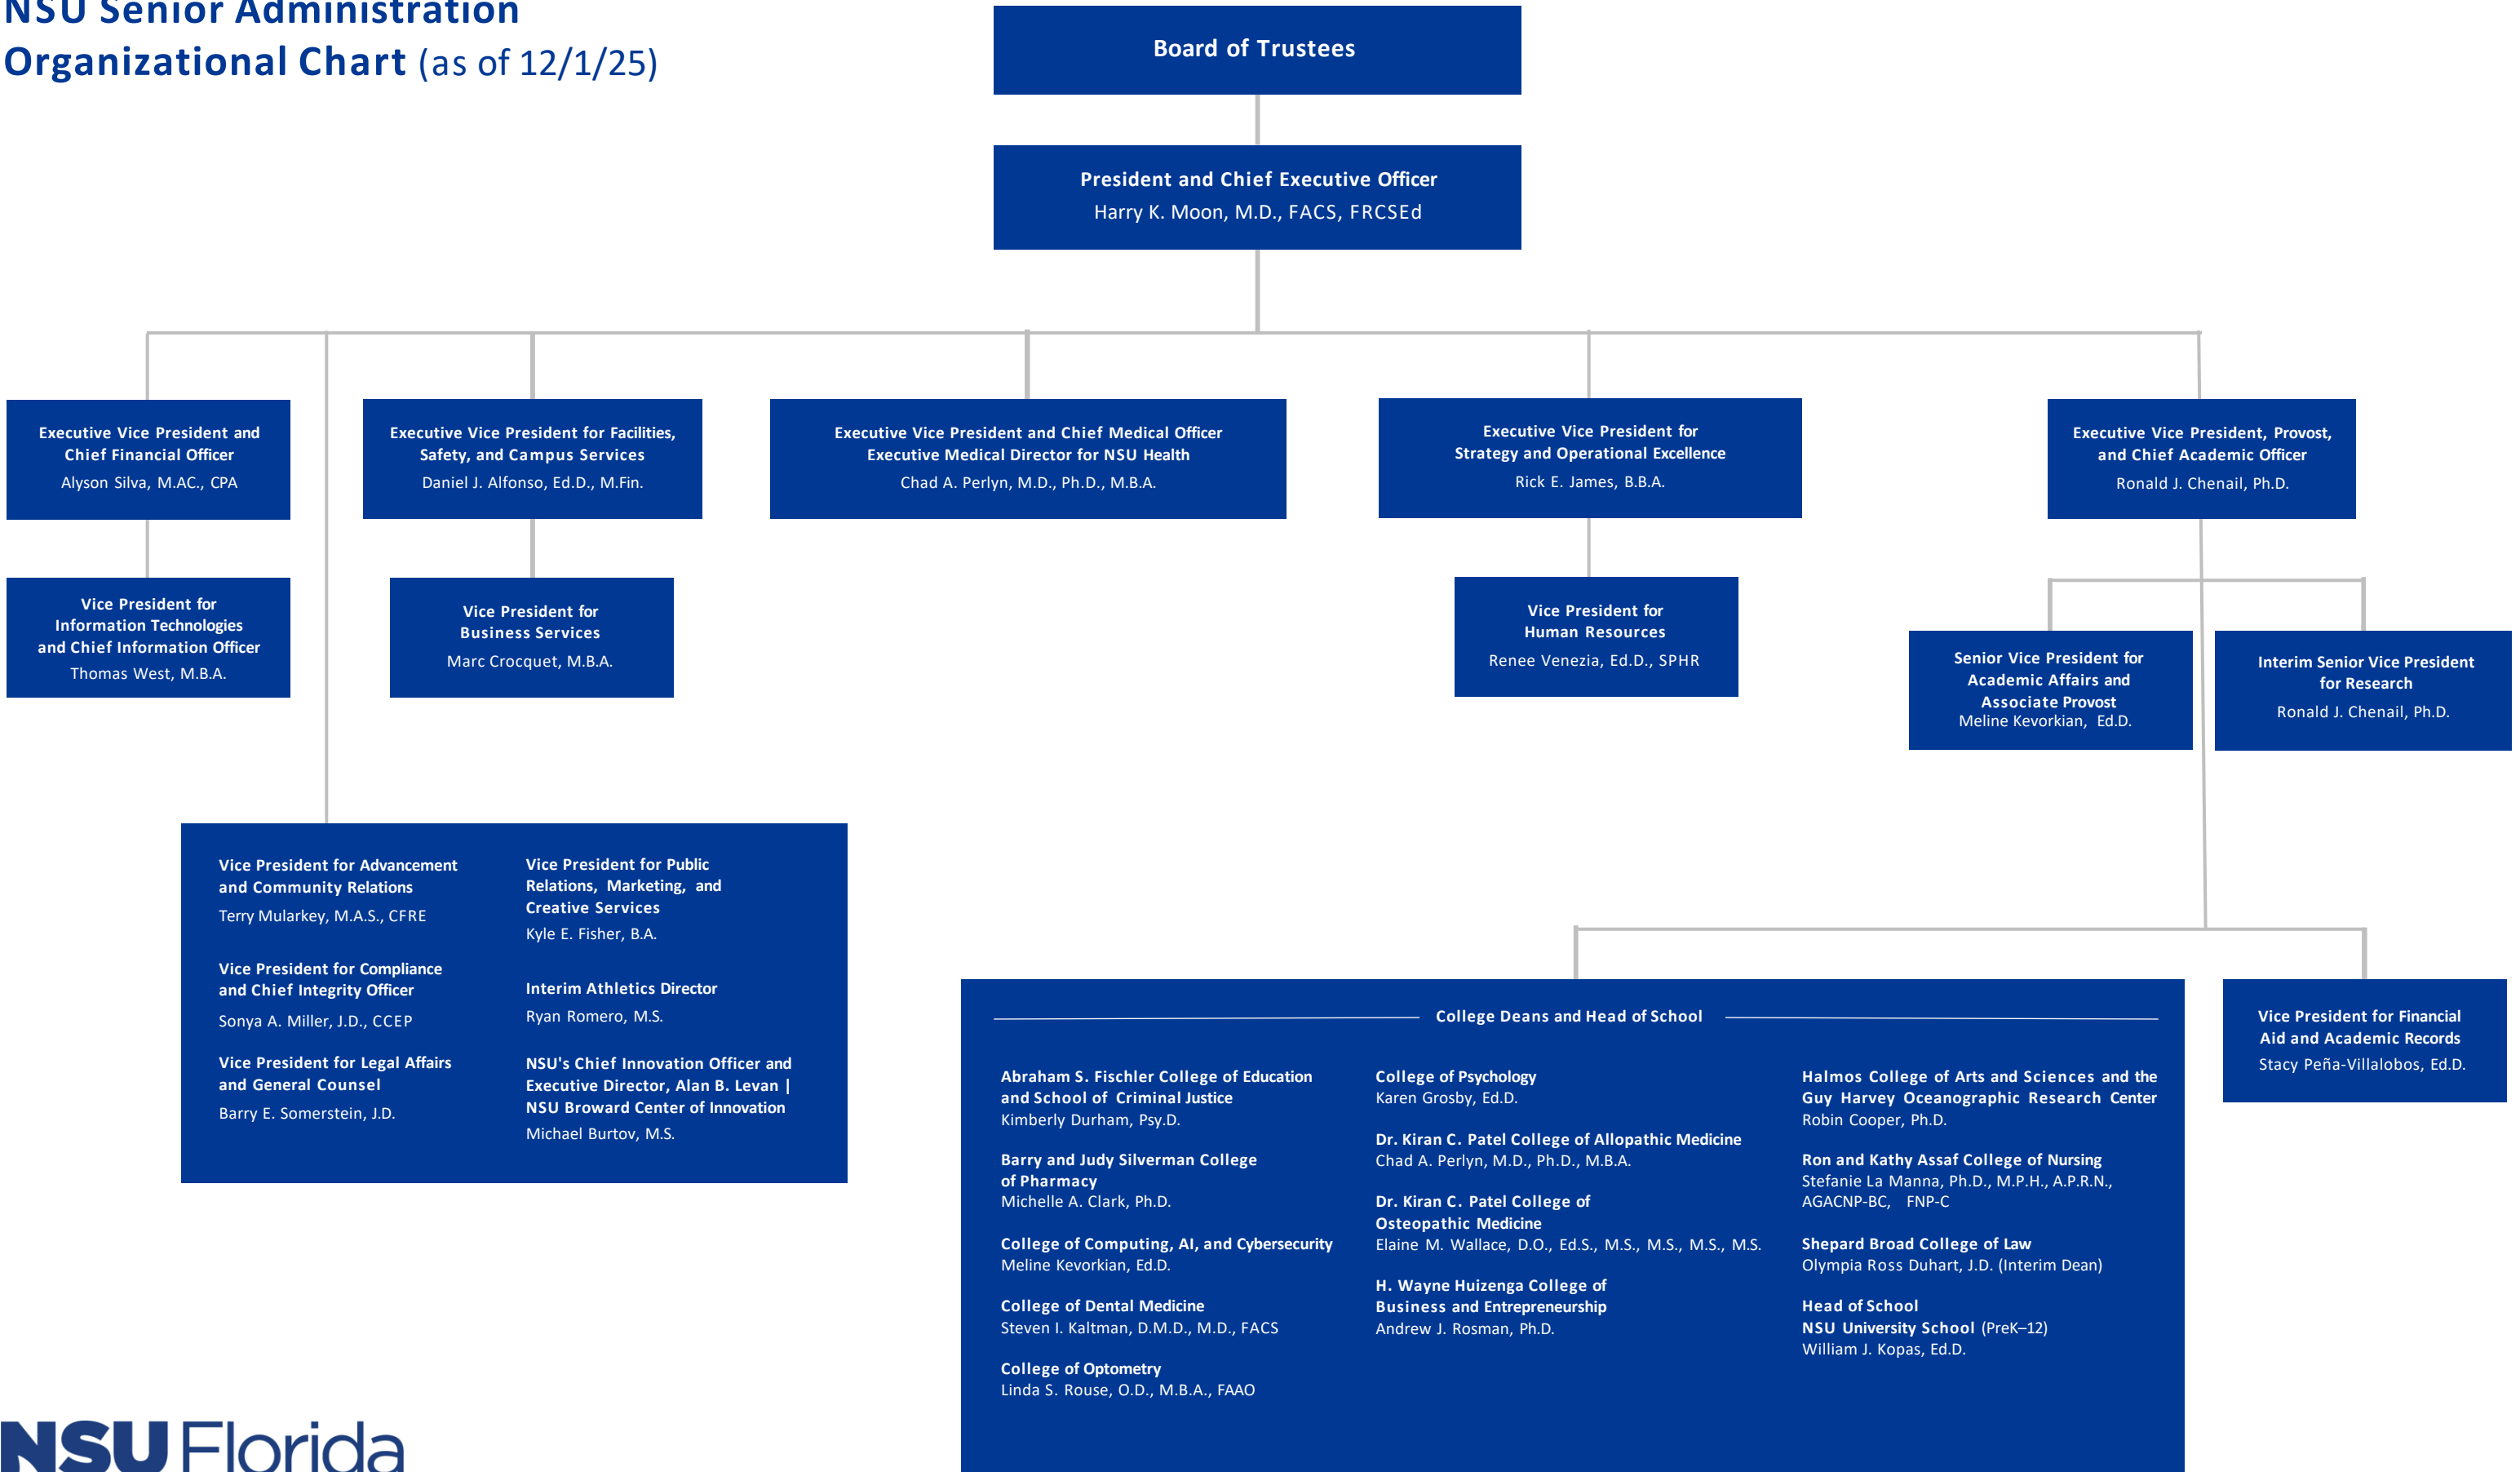 NSU Senior Administration
Organizational Chart (as of 12/1/25)
Board of Trustees
President and Chief Executive Officer
Harry K. Moon, M.D., FACS, FRCSEd
Executive Vice President and
Chief Financial Officer
Alyson Silva, M.AC., CPA
Executive Vice President for Facilities,
Safety, and Campus Services
Daniel J. Alfonso, Ed.D., M.Fin.
Executive Vice President and Chief Medical Officer
Executive Medical Director for NSU Health
Chad A. Perlyn, M.D., Ph.D., M.B.A.
Executive Vice President for
Strategy and Operational Excellence
Rick E. James, B.B.A.
Executive Vice President, Provost,
and Chief Academic Officer
Ronald J. Chenail, Ph.D.
Vice President for
Information Technologies
and Chief Information Officer
Thomas West, M.B.A.
Vice President for
Business Services
Marc Crocquet, M.B.A.
Vice President for
Human Resources
Renee Venezia, Ed.D., SPHR
Senior Vice President for
Academic Affairs and
Associate Provost
Meline Kevorkian, Ed.D.
Interim Senior Vice President
for Research
Ronald J. Chenail, Ph.D.
Vice President for Advancement
and Community Relations
Terry Mularkey, M.A.S., CFRE
Vice President for Compliance
and Chief Integrity Officer
Sonya A. Miller, J.D., CCEP
Vice President for Legal Affairs
and General Counsel
Barry E. Somerstein, J.D.
Vice President for Public
Relations, Marketing, and
Creative Services
Kyle E. Fisher, B.A.
Interim Athletics Director
Ryan Romero, M.S.
NSU's Chief Innovation Officer and
Executive Director, Alan B. Levan |
NSU Broward Center of Innovation
Michael Burtov, M.S.
College Deans and Head of School
Abraham S. Fischler College of Education
and School of Criminal Justice
Kimberly Durham, Psy.D.
Barry and Judy Silverman College
of Pharmacy
Michelle A. Clark, Ph.D.
College of Computing, AI, and Cybersecurity
Meline Kevorkian, Ed.D.
College of Dental Medicine
Steven I. Kaltman, D.M.D., M.D., FACS
College of Optometry
Linda S. Rouse, O.D., M.B.A., FAAO
College of Psychology
Karen Grosby, Ed.D.
Dr. Kiran C. Patel College of Allopathic Medicine
Chad A. Perlyn, M.D., Ph.D., M.B.A.
Dr. Kiran C. Patel College of
Osteopathic Medicine
Elaine M. Wallace, D.O., Ed.S., M.S., M.S., M.S., M.S.
H. Wayne Huizenga College of
Business and Entrepreneurship
Andrew J. Rosman, Ph.D.
Halmos College of Arts and Sciences and the
Guy Harvey Oceanographic Research Center
Robin Cooper, Ph.D.
Ron and Kathy Assaf College of Nursing
Stefanie La Manna, Ph.D., M.P.H., A.P.R.N.,
AGACNP-BC, FNP-C
Shepard Broad College of Law
Olympia Ross Duhart, J.D. (Interim Dean)
Head of School
NSU University School (PreK–12)
William J. Kopas, Ed.D.
Vice President for Financial
Aid and Academic Records
Stacy Peña-Villalobos, Ed.D.
NSU Florida